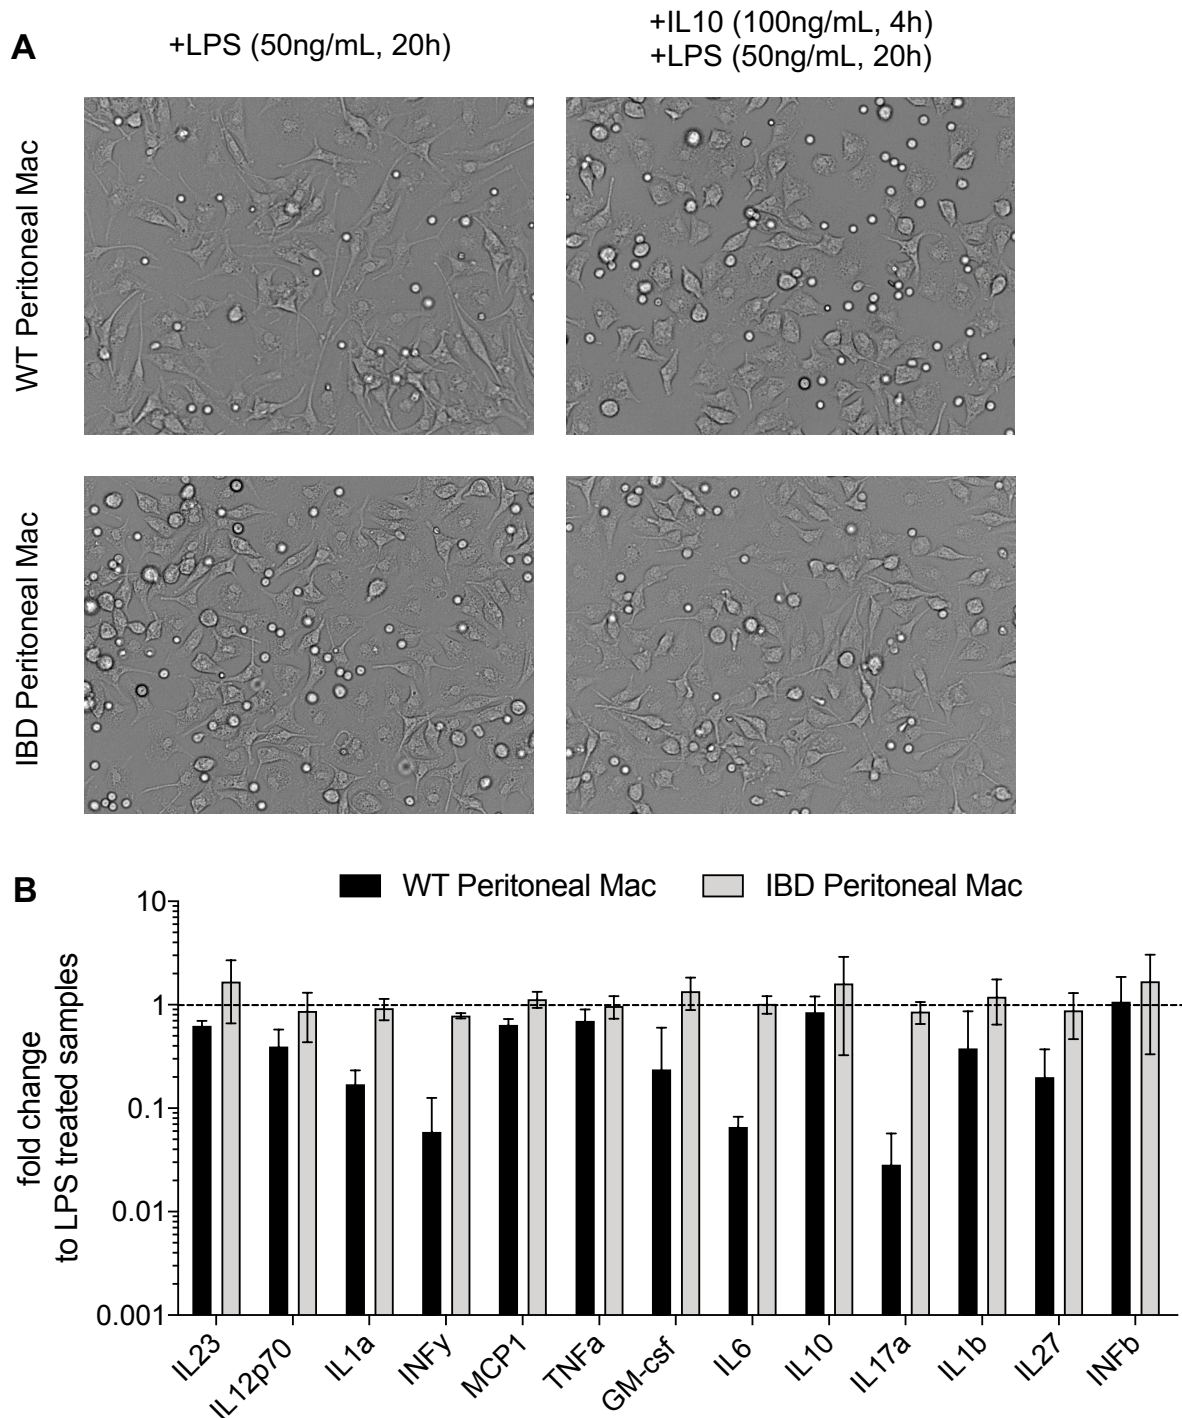 A
+LPS (50ng/mL, 20h)
+IL10 (100ng/mL, 4h)
+LPS (50ng/mL, 20h)
WT Peritoneal Mac
IBD Peritoneal Mac
B
WT Peritoneal Mac
IBD Peritoneal Mac
fold change
to LPS treated samples
10
1
0.1
0.01
0.001
IL23
IL12p70
IL1a
INFy
MCP1
TNFa
GM-csf
IL6
IL10
IL17a
IL1b
IL27
INFb